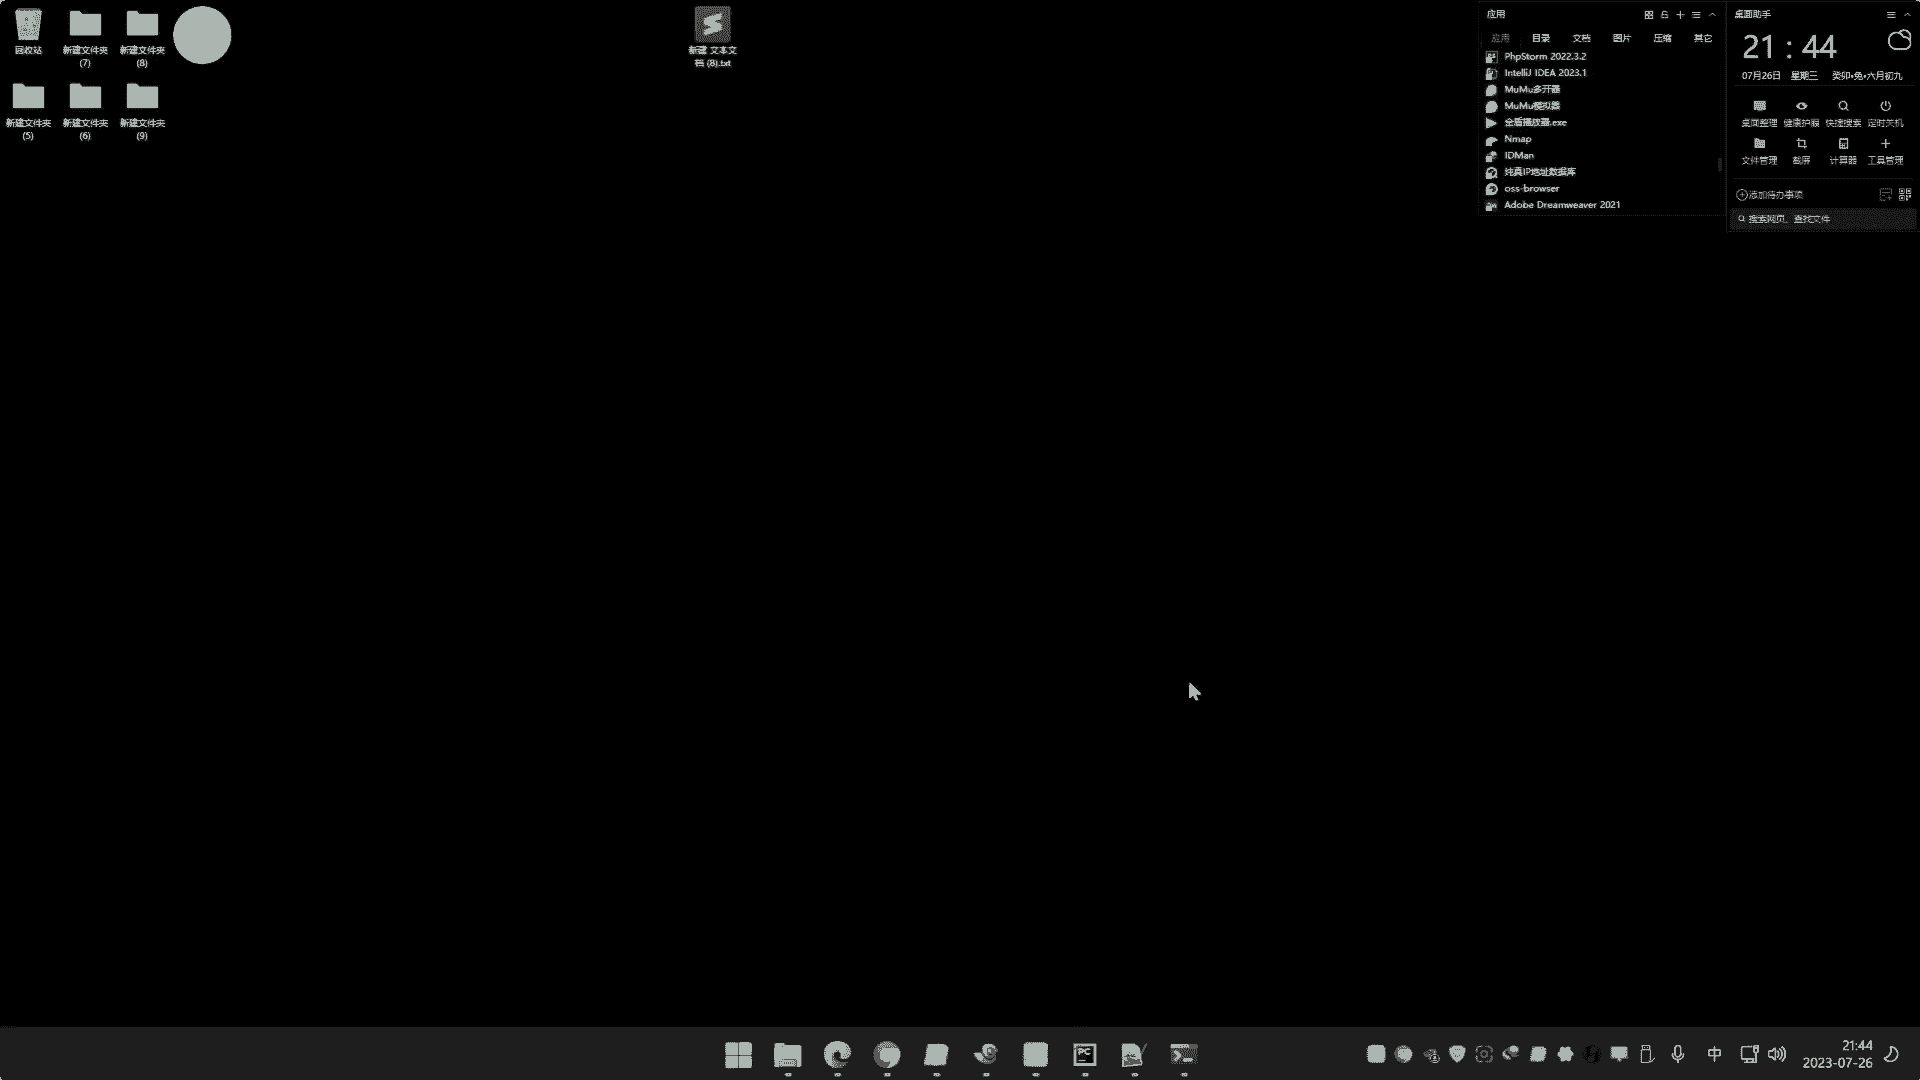 回收站
新建文件夹
(7)
新建文件夹
(8)
新建文件夹
(5)
新建文件夹
(6)
新建文件夹
(9)
新建 文本文
档 (8).txt
应用
应用 目录 文档 图片 压缩 其它
PhpStorm 2022.3.2
IntelliJ IDEA 2023.1
MuMu多开器
MuMu模拟器
金盾播放器.exe
Nmap
IDMan
纯真IP地址数据库
oss-browser
Adobe Dreamweaver 2021
桌面助手
21 : 44
07月26日 星期三 癸卯•兔•六月初九
桌面整理 健康护眼 快捷搜索 定时关机
文件管理 截屏 计算器 工具管理
添加待办事项
搜索网页、查找文件
PC
中
21:44
2023-07-26